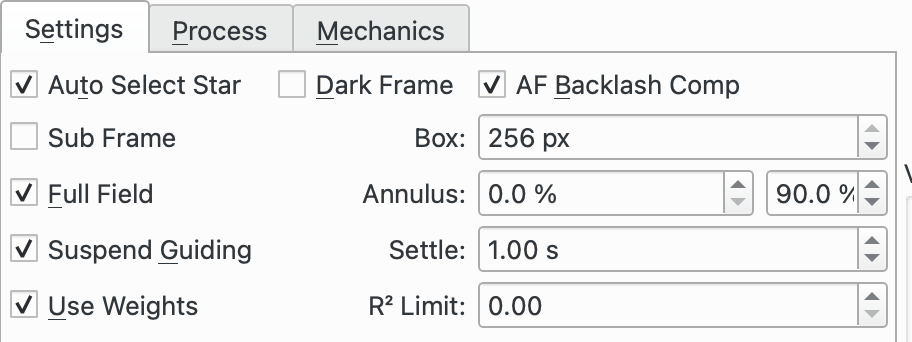 Settings Process Mechanics
Auto Select Star Dark Frame AF Backlash Comp
Sub Frame Box: 256 px
Full Field Annulus: 0.0 % 90.0 %
Suspend Guiding Settle: 1.00 s
Use Weights R² Limit: 0.00